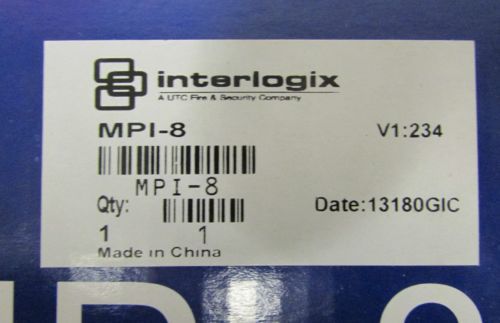 interlogix
A UTC Fire & Security Company
MPI-8 V1:234
MPI-8
Qty: Date:13180GIC
1 1
Made in China